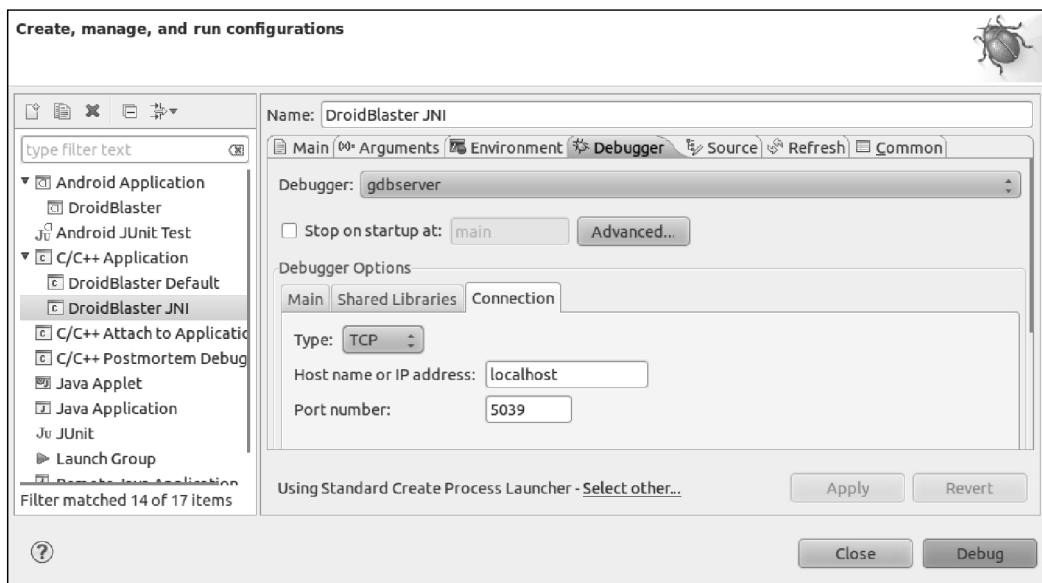 Create, manage, and run configurations
type filter text
Android Application
DroidBlaster
Android JUnit Test
C/C++ Application
DroidBlaster Default
DroidBlaster JNI
C/C++ Attach to Applicatio
C/C++ Postmortem Debug
Java Applet
Java Application
JUnit
Launch Group
Remote Java Application
Filter matched 14 of 17 items
Name: DroidBlaster JNI
Main Arguments Environment Debugger Source Refresh Common
Debugger: gdbserver
Stop on startup at: main Advanced...
Debugger Options
Main Shared Libraries Connection
Type: TCP
Host name or IP address: localhost
Port number: 5039
Using Standard Create Process Launcher - Select other...
Apply Revert
Close Debug